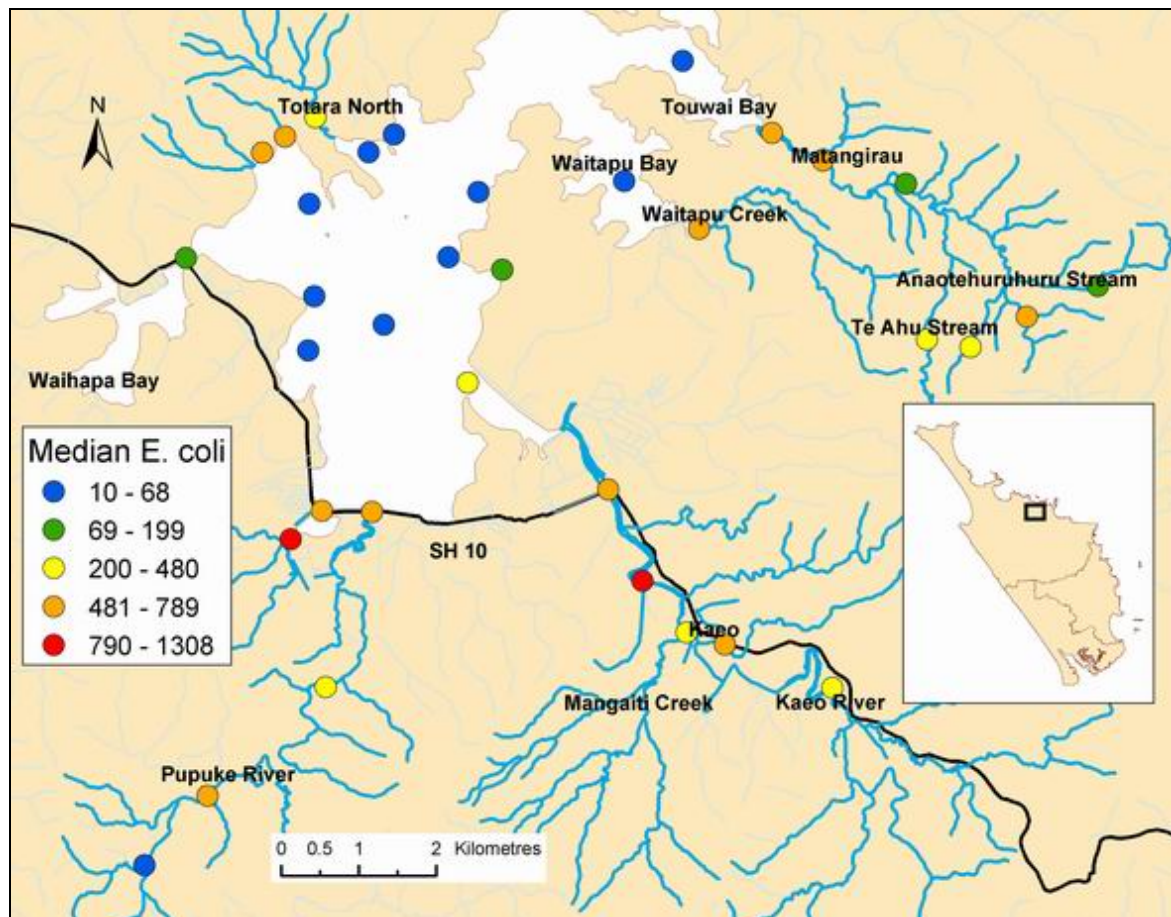 N
Totara North
Touwai Bay
Waitapu Bay
Matangirau
Waitapu Creek
Anaotehuruhuru Stream
Te Ahu Stream
Waihapa Bay
Median E. coli
10 - 68
69 - 199
200 - 480
481 - 789
790 - 1308
SH 10
Kaeo
Mangaiti Creek
Kaeo River
Pupuke River
0 0.5 1 2 Kilometres